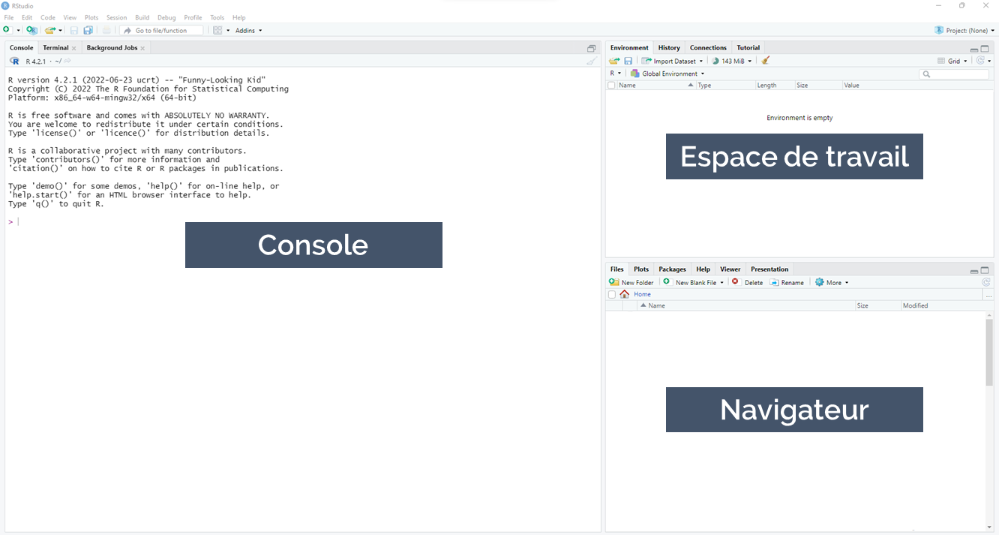 RStudio
File Edit Code View Plots Session Build Debug Profile Tools Help
Go to file/function Addins Project: (None)
Console Terminal Background Jobs
R 4.2.1 · ~/
R version 4.2.1 (2022-06-23 ucrt) -- "Funny-Looking Kid"
Copyright (C) 2022 The R Foundation for Statistical Computing
Platform: x86_64-w64-mingw32/x64 (64-bit)
R is free software and comes with ABSOLUTELY NO WARRANTY.
You are welcome to redistribute it under certain conditions.
Type 'license()' or 'licence()' for distribution details.
R is a collaborative project with many contributors.
Type 'contributors()' for more information and
'citation()' on how to cite R or R packages in publications.
Type 'demo()' for some demos, 'help()' for on-line help, or
'help.start()' for an HTML browser interface to help.
Type 'q()' to quit R.
>
Console
Environment History Connections Tutorial
Import Dataset 143 MiB Grid
R Global Environment
Name Type Length Size Value
Environment is empty
Espace de travail
Files Plots Packages Help Viewer Presentation
New Folder New Blank File Delete Rename More
Home ...
Name Size Modified
Navigateur